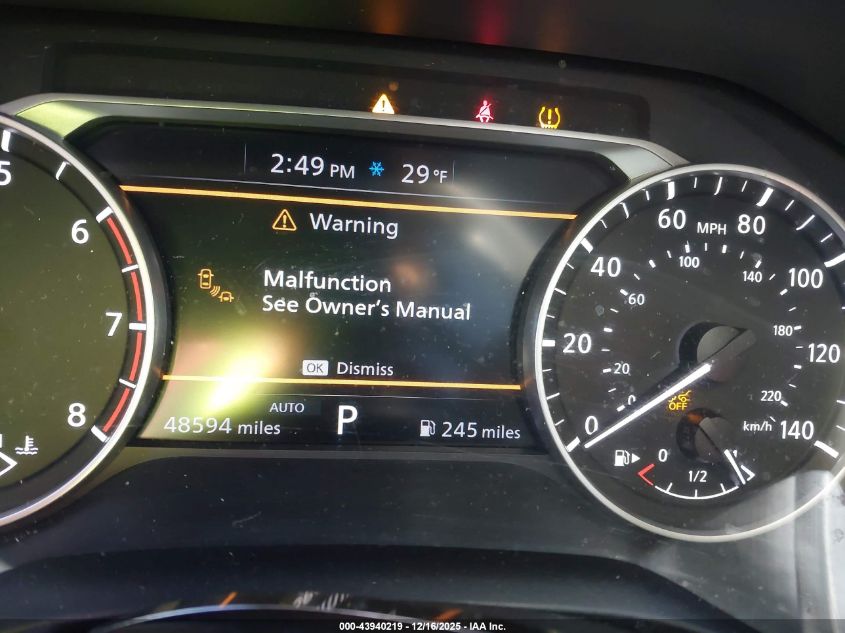 2:49 PM 29°F
Warning
Malfunction
See Owner's Manual
OK Dismiss
AUTO
48594 miles P 245 miles
5
6
7
8
0
20
40
60
80
100
120
140
MPH
0
20
60
100
140
180
220
km/h
OFF
0
1/2
000-43940219 - 12/16/2025 - IAA Inc.